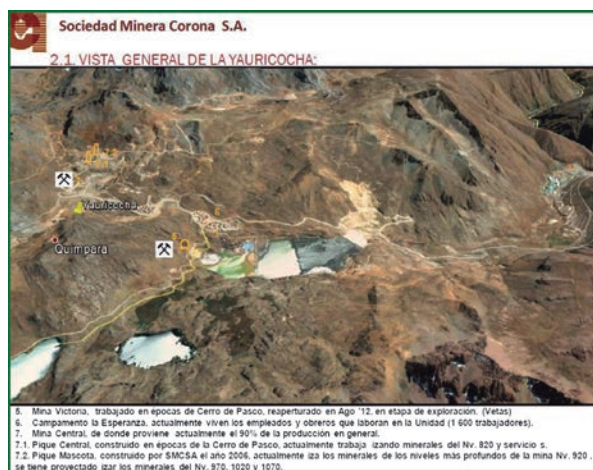 Sociedad Minera Corona S.A.
2.1. VISTA GENERAL DE LA YAURICOCHA:
Yauricocha
6
Quimpara
5. Mina Victoria, trabajado en épocas de Cerro de Pasco, reaperturado en Ago '12, en etapa de exploración. (Vetas)
6. Campamento la Esperanza, actualmente viven los empleados y obreros que laboran en la Unidad (1 600 trabajadores).
7. Mina Central, de donde proviene actualmente el 90% de la producción en general.
7.1. Pique Central, construido en épocas de la Cerro de Pasco, actualmente trabaja izando minerales del Nv. 820 y servicio s.
7.2. Pique Mascota, construido por SMCSA el año 2006, actualmente iza los minerales de los niveles más profundos de la mina Nv. 920 ,
se tiene proyectado izar los minerales del Nv. 970, 1020 y 1070.